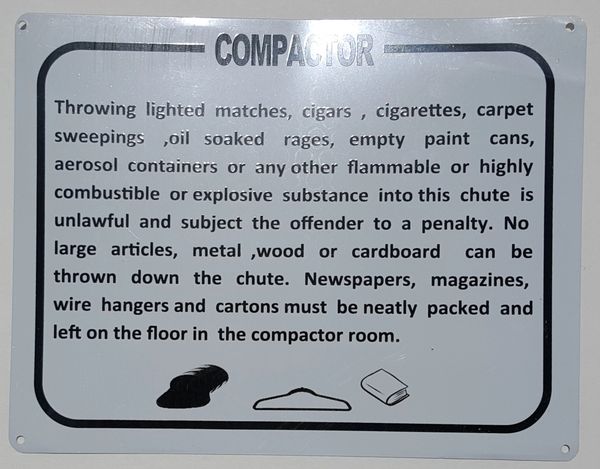 COMPACTOR
Throwing lighted matches, cigars , cigarettes, carpet
sweepings ,oil soaked rages, empty paint cans,
aerosol containers or any other flammable or highly
combustible or explosive substance into this chute is
unlawful and subject the offender to a penalty. No
large articles, metal ,wood or cardboard can be
thrown down the chute. Newspapers, magazines,
wire hangers and cartons must be neatly packed and
left on the floor in the compactor room.